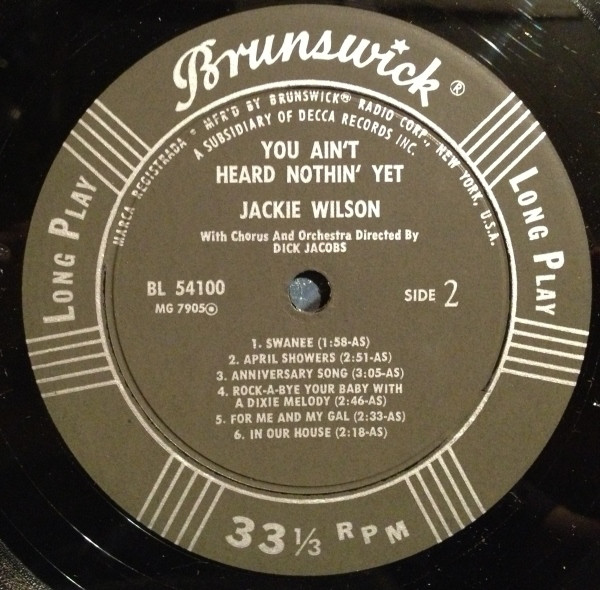 Brunswick ®
MARCA REGISTRADA • MFR'D BY BRUNSWICK® RADIO CORP., NEW YORK, U.S.A.
A SUBSIDIARY OF DECCA RECORDS INC.
YOU AIN'T
HEARD NOTHIN' YET
JACKIE WILSON
With Chorus And Orchestra Directed By
DICK JACOBS
LONG PLAY
LONG PLAY
BL 54100
MG 7905
SIDE 2
1. SWANEE (1:58-AS)
2. APRIL SHOWERS (2:51-AS)
3. ANNIVERSARY SONG (3:05-AS)
4. ROCK-A-BYE YOUR BABY WITH
A DIXIE MELODY (2:46-AS)
5. FOR ME AND MY GAL (2:33-AS)
6. IN OUR HOUSE (2:18-AS)
33 1/3 RPM